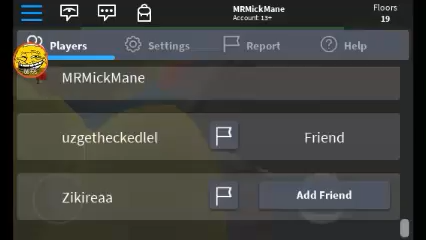 MRMickMane
Account: 13+
Floors
19
Players
Settings
Report
Help
MRMickMane
uzgetheckedlel
Friend
Zikireaa
Add Friend